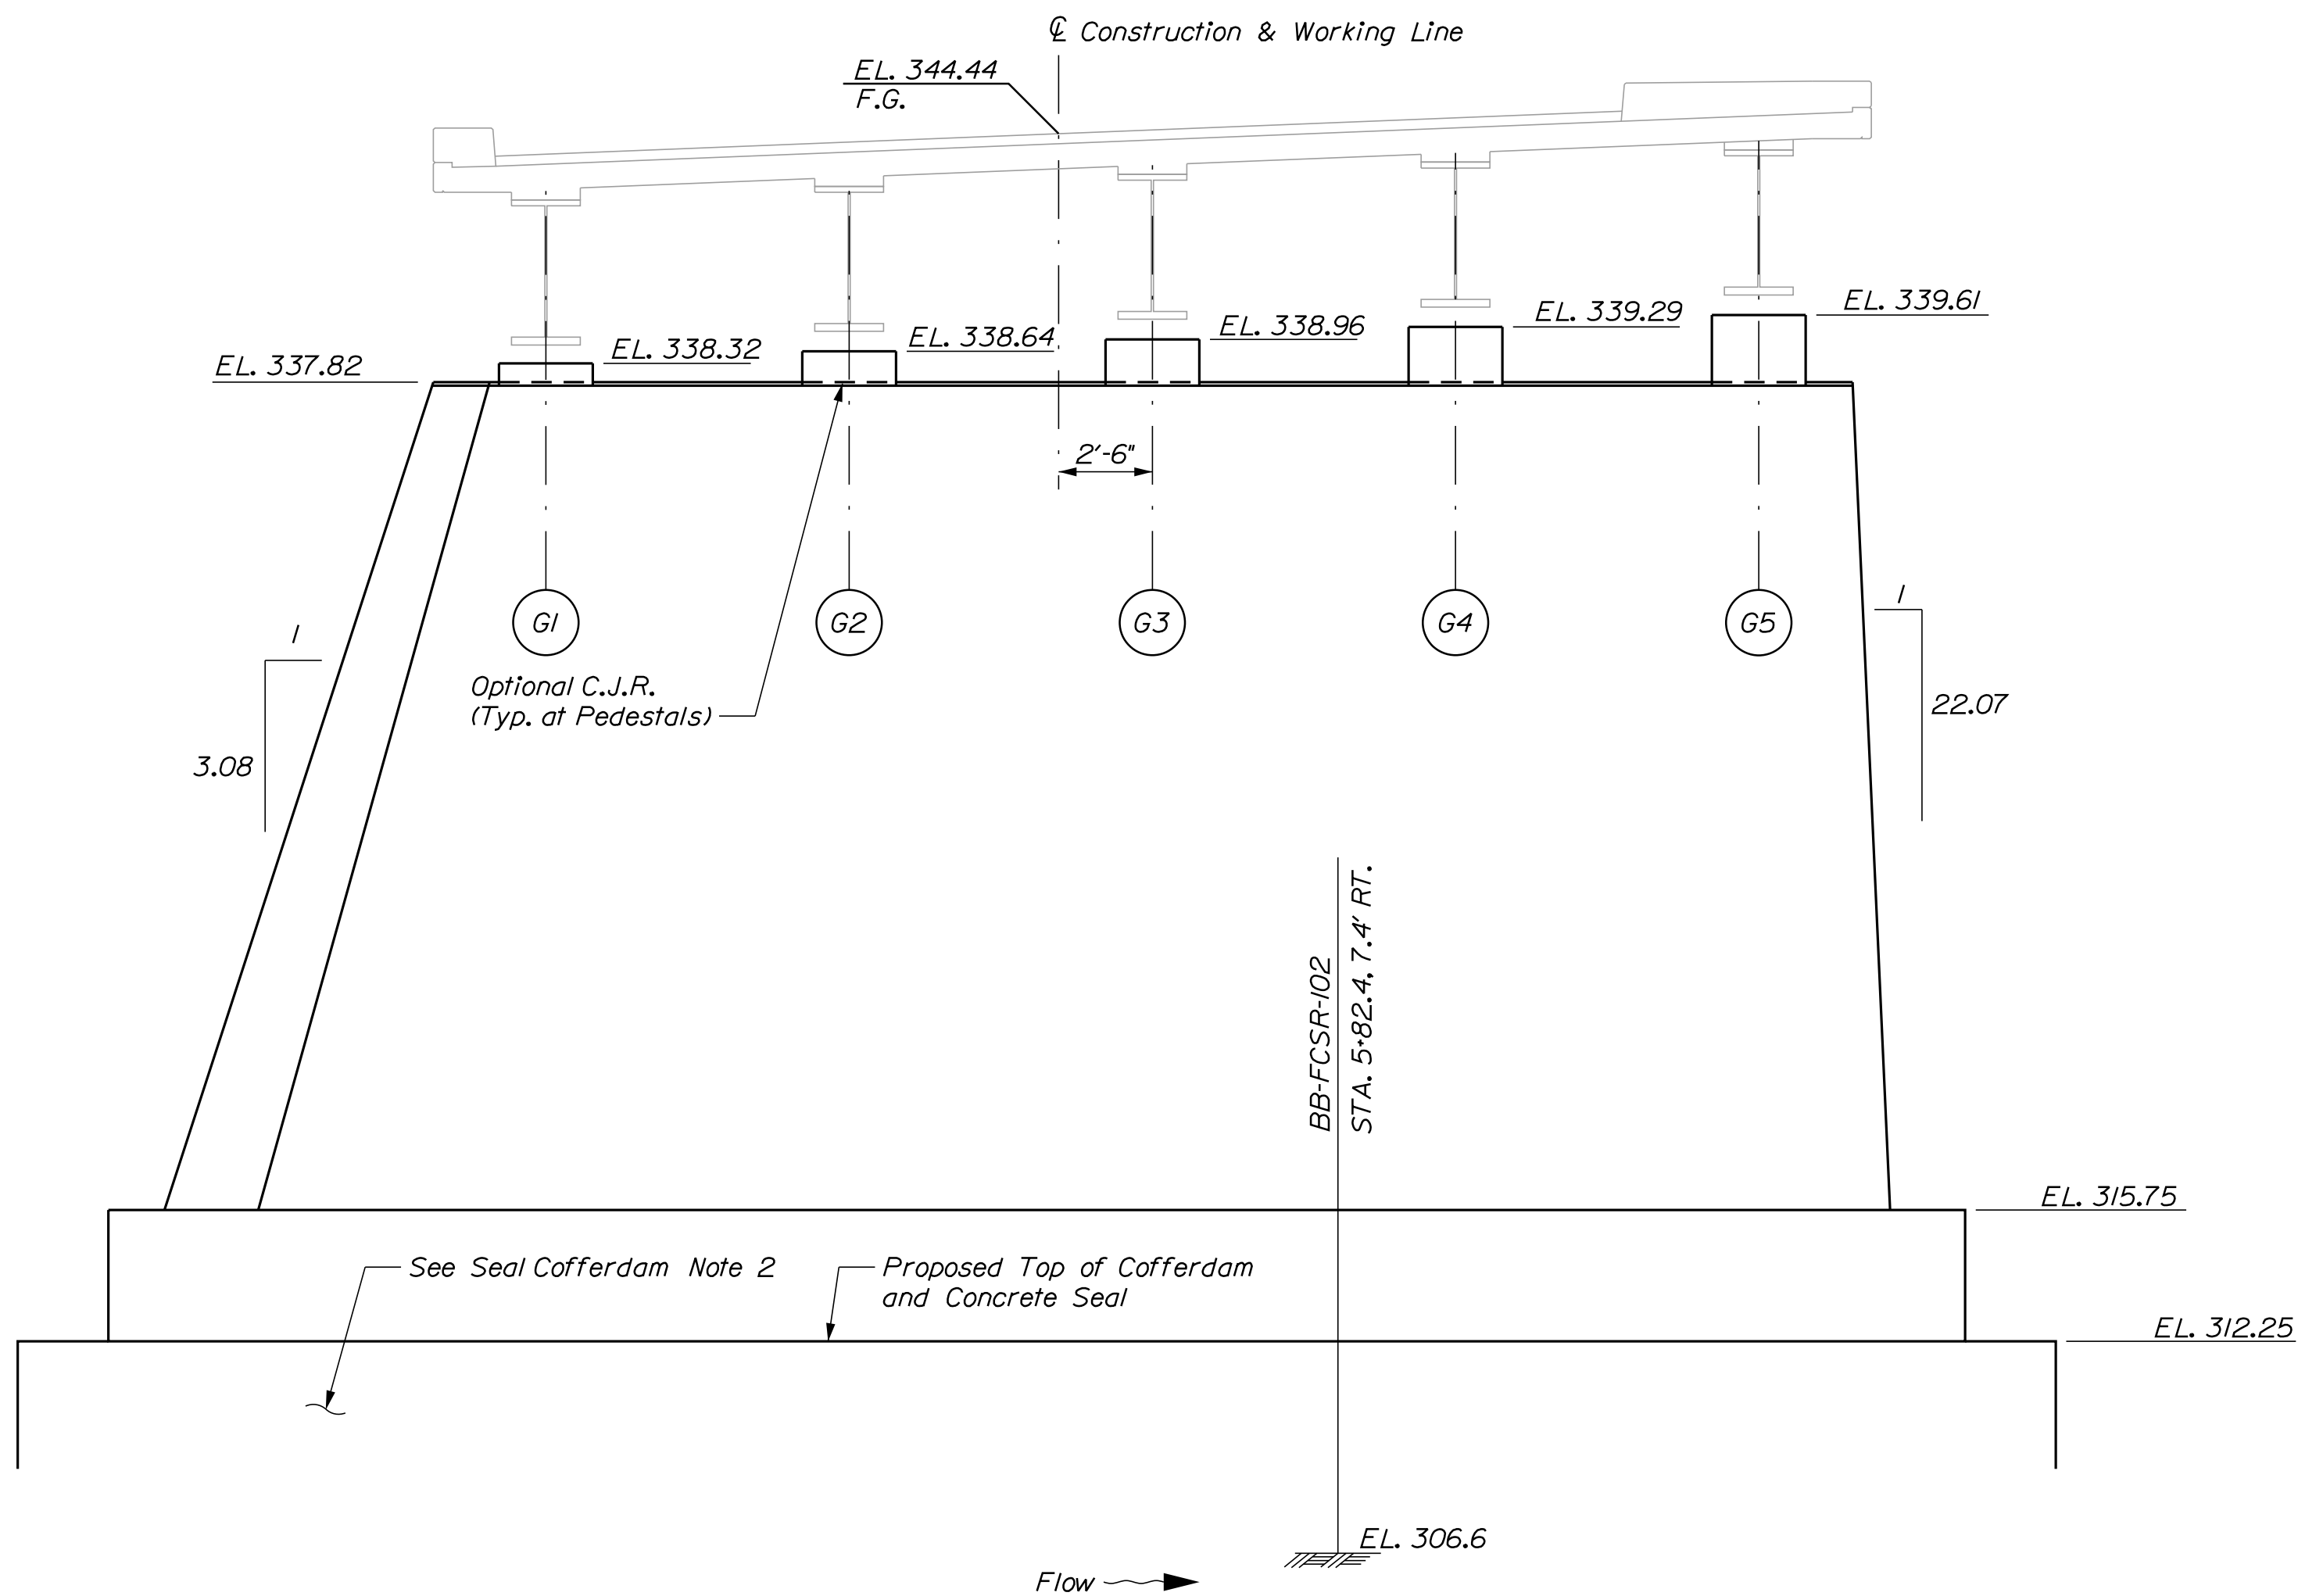 ℄ Construction & Working Line
EL. 344.44
F.G.
EL. 337.82
EL. 338.32
EL. 338.64
EL. 338.96
EL. 339.29
EL. 339.61
2'-6"
G1
G2
G3
G4
G5
1
3.08
1
22.07
Optional C.J.R.
(Typ. at Pedestals)
BB-FCSR-102
STA. 5+82.4, 7.4' RT.
EL. 315.75
See Seal Cofferdam Note 2
Proposed Top of Cofferdam
and Concrete Seal
EL. 312.25
EL. 306.6
Flow